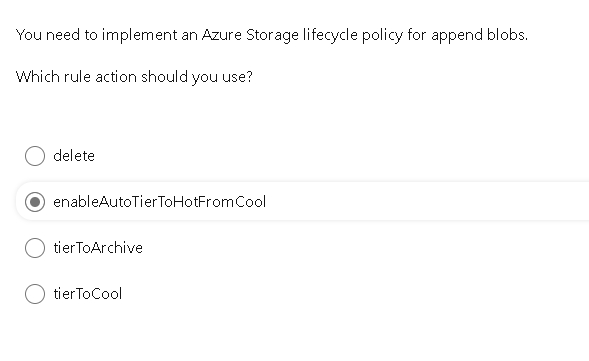 You need to implement an Azure Storage lifecycle policy for append blobs.
Which rule action should you use?
delete
enableAutoTierToHotFromCool
tierToArchive
tierToCool